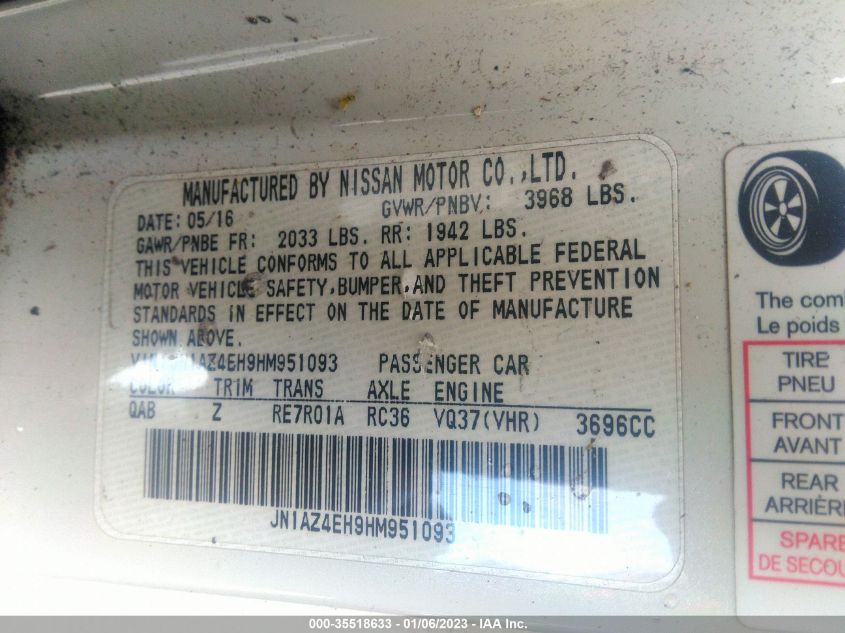 MANUFACTURED BY NISSAN MOTOR CO.,LTD.
DATE: 05/16 GVWR/PNBV: 3968 LBS.
GAWR/PNBE FR: 2033 LBS. RR: 1942 LBS.
THIS VEHICLE CONFORMS TO ALL APPLICABLE FEDERAL
MOTOR VEHICLE SAFETY,BUMPER,AND THEFT PREVENTION
STANDARDS IN EFFECT ON THE DATE OF MANUFACTURE
SHOWN ABOVE.
VIN: JN1AZ4EH9HM951093 PASSENGER CAR
COLOR TRIM TRANS AXLE ENGINE
QAB Z RE7R01A RC36 VQ37(VHR) 3696CC
JN1AZ4EH9HM951093
The com
Le poids
TIRE
PNEU
FRONT
AVANT
REAR
ARRIÈRE
SPARE
DE SECOU
000-35518633 - 01/06/2023 - IAA Inc.